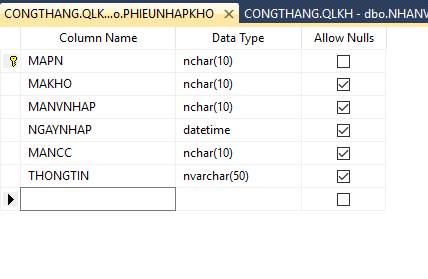 CONGTHANG.QLK...o.PHIEUNHAPKHO CONGTHANG.QLKH - dbo.NHANV
Column Name Data Type Allow Nulls
MAPN nchar(10)
MAKHO nchar(10)
MANVNHAP nchar(10)
NGAYNHAP datetime
MANCC nchar(10)
THONGTIN nvarchar(50)